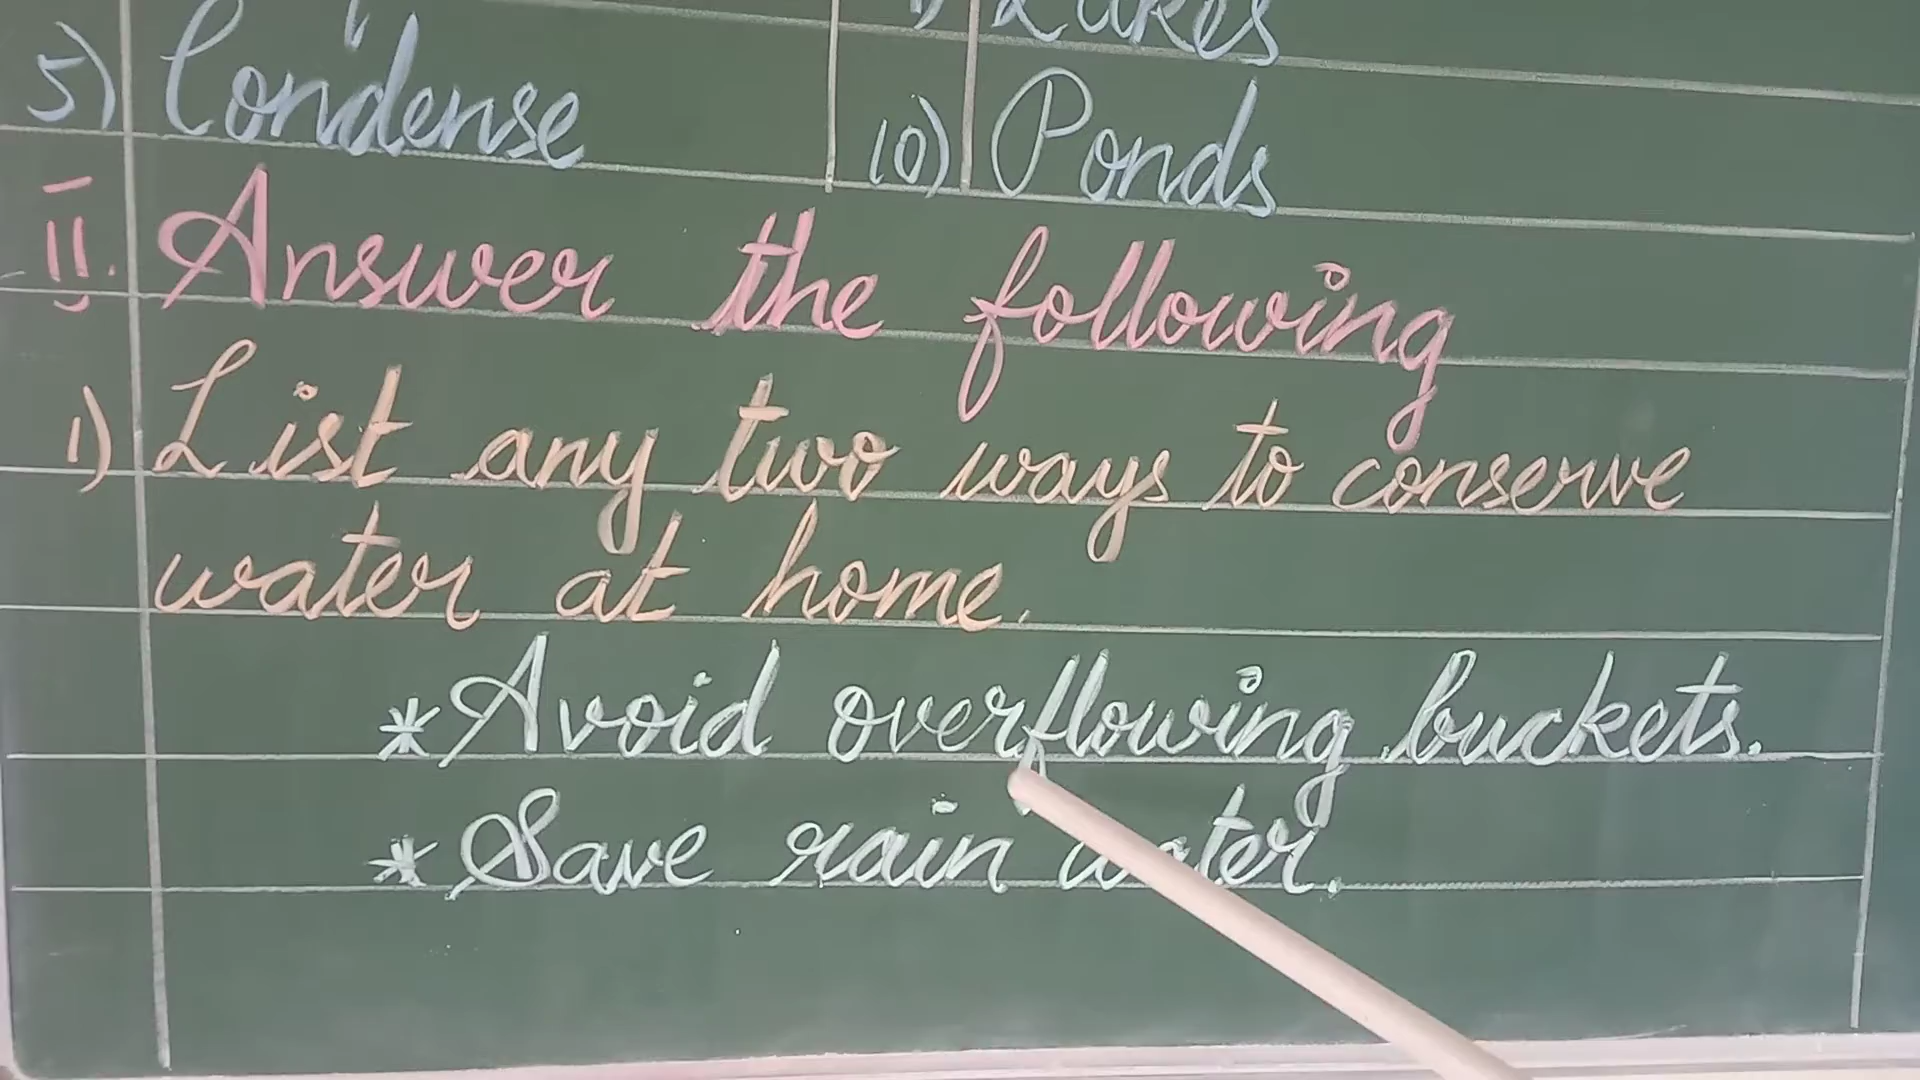 Lakes
5) Condense
10) Ponds
II. Answer the following
1) List any two ways to conserve
water at home.
* Avoid overflowing buckets.
* Save rain water.